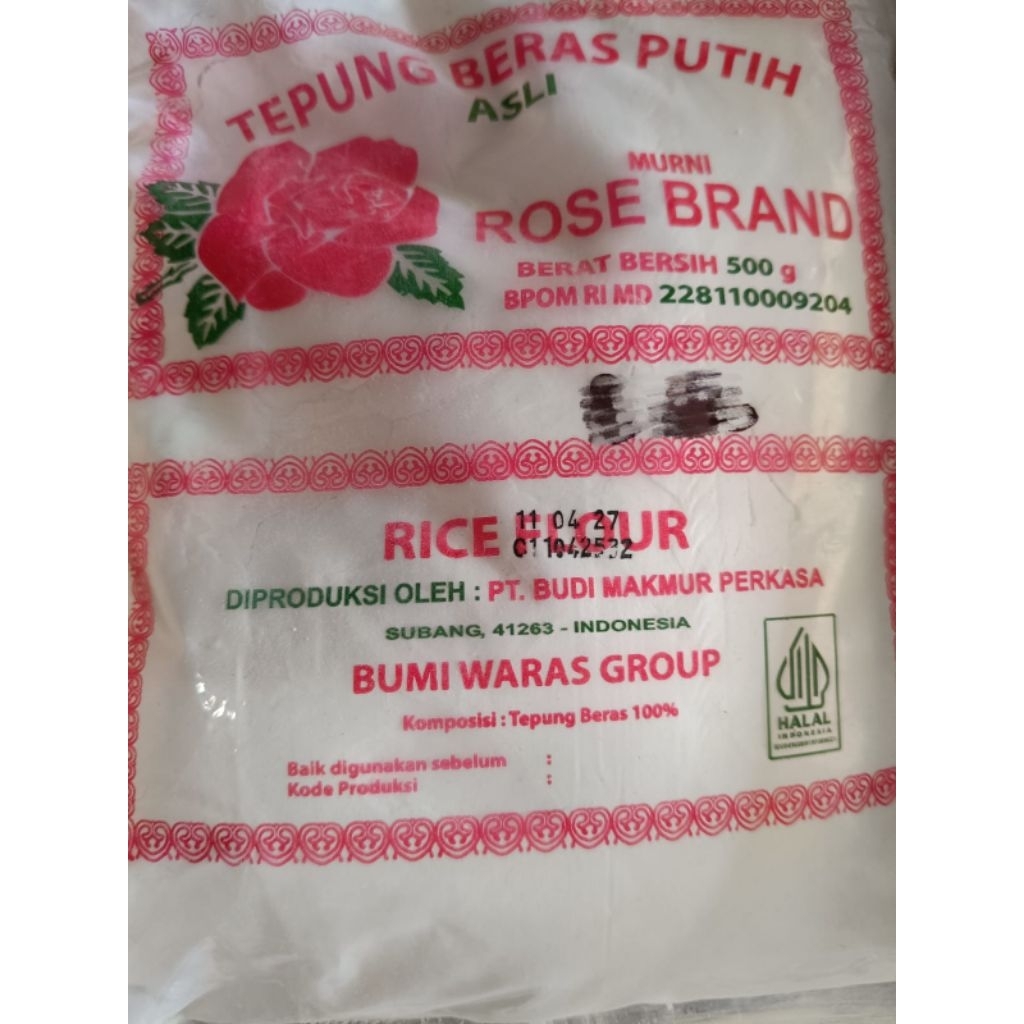 TEPUNG BERAS PUTIH
ASLI
MURNI
ROSE BRAND
BERAT BERSIH 500 g
BPOM RI MD 228110009204
RICE FLOUR
11 04 27
DIPRODUKSI OLEH : PT. BUDI MAKMUR PERKASA
SUBANG, 41263 - INDONESIA
BUMI WARAS GROUP
Komposisi : Tepung Beras 100%
HALAL
INDONESIA
Baik digunakan sebelum :
Kode Produksi :